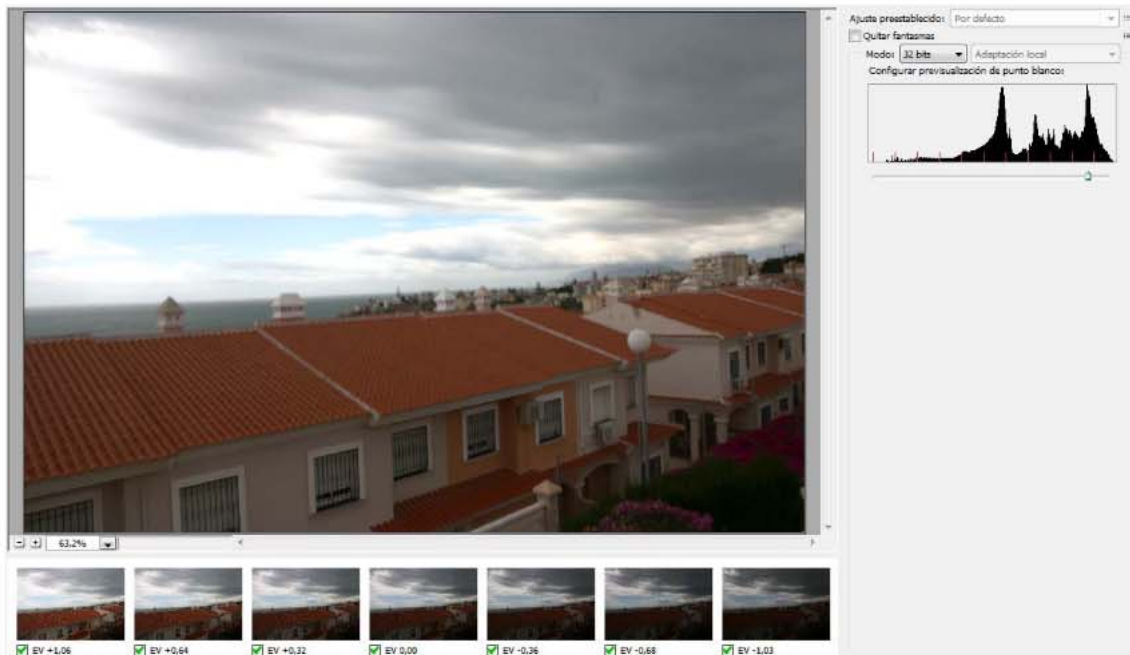 Ajuste preestablecido: Por defecto
Quitar fantasmas
Modo: 32 bits Adaptación local
Configurar previsualización de punto blanco:
63,2%
EV +1,06
EV +0,64
EV +0,32
EV 0,00
EV -0,36
EV -0,68
EV -1,03